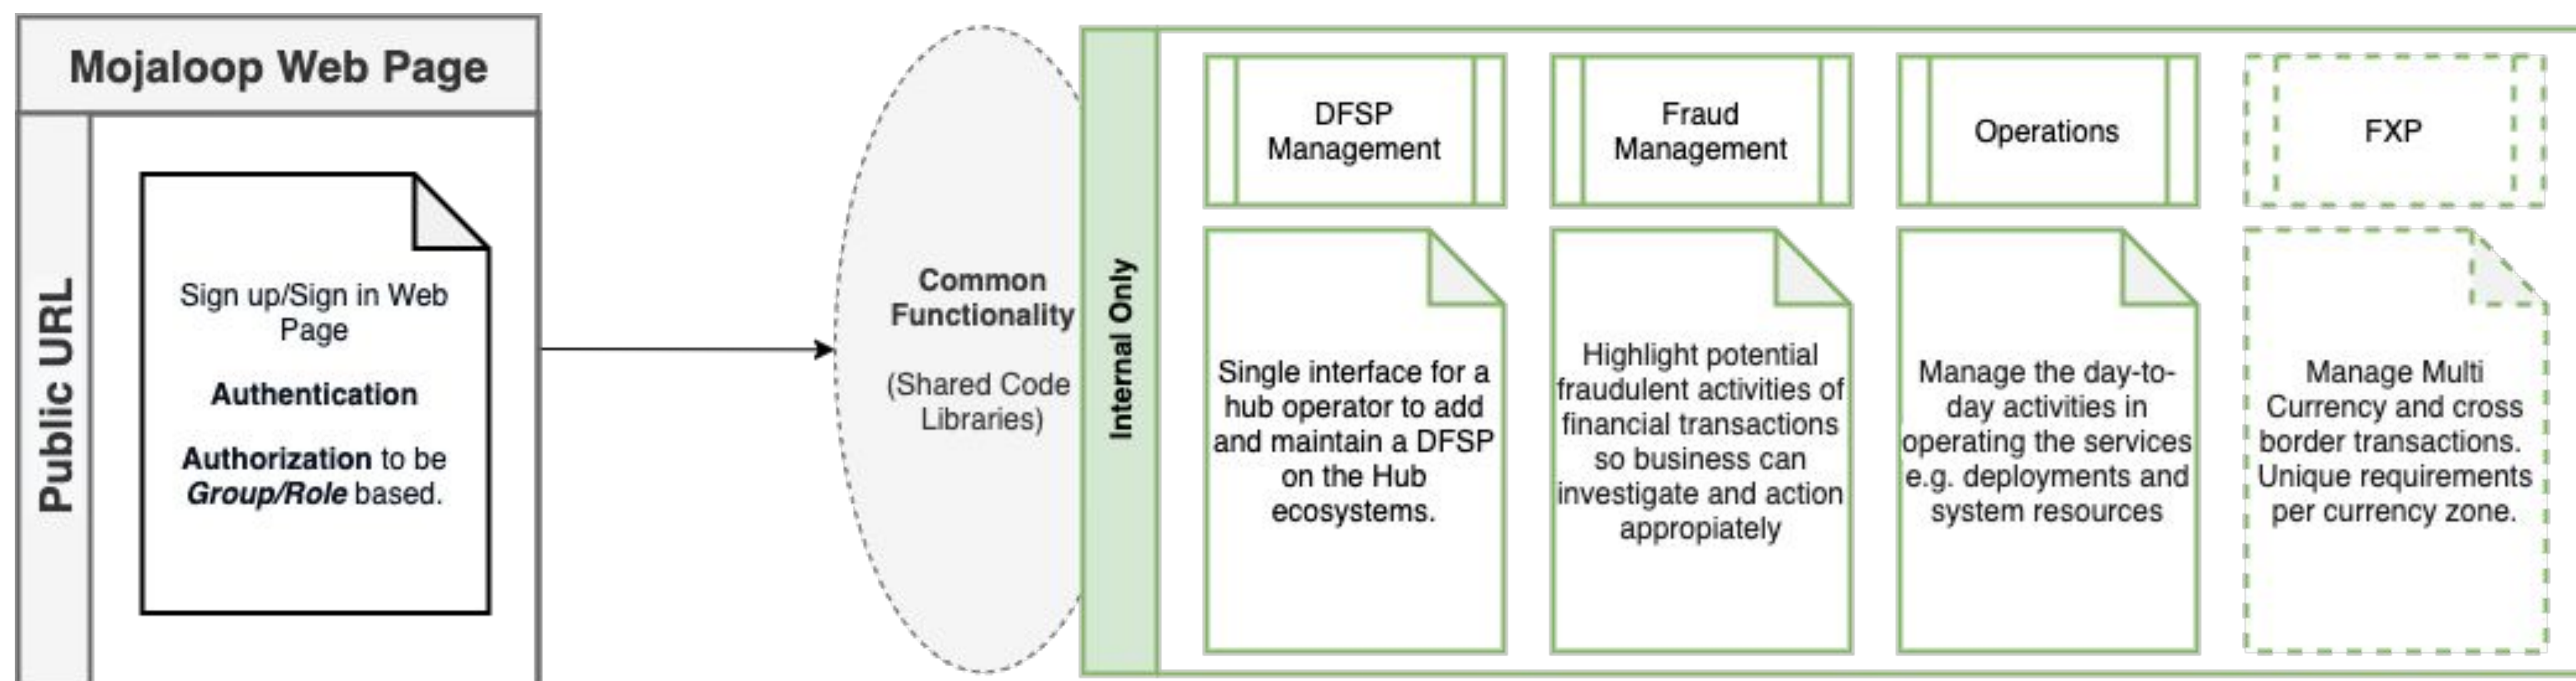 Mojaloop Web Page
Public URL
Sign up/Sign in Web
Page
Authentication
Authorization to be
Group/Role based.
Common
Functionality
(Shared Code
Libraries)
Internal Only
DFSP
Management
Single interface for a
hub operator to add
and maintain a DFSP
on the Hub
ecosystems.
Fraud
Management
Highlight potential
fraudulent activities of
financial transactions
so business can
investigate and action
appropiately
Operations
Manage the day-to-
day activities in
operating the services
e.g. deployments and
system resources
FXP
Manage Multi
Currency and cross
border transactions.
Unique requirements
per currency zone.